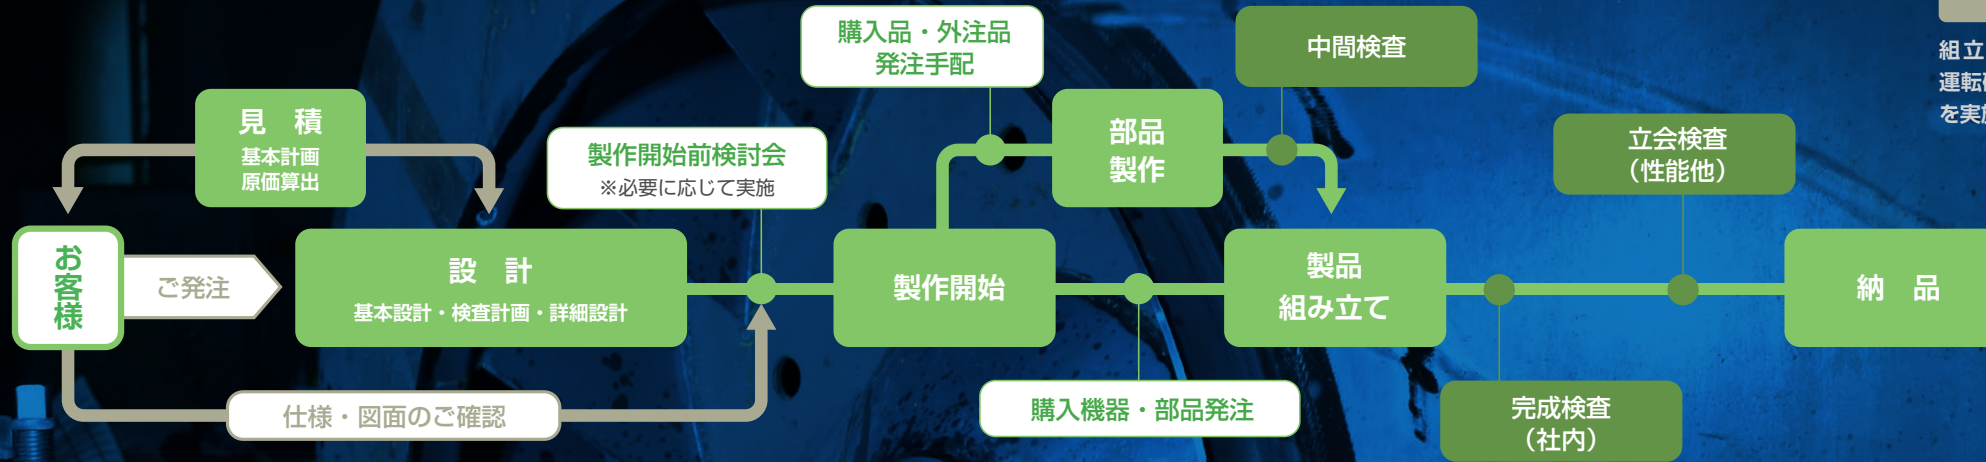 見 積
基本計画
原価算出
お客様
ご発注
設 計
基本設計・検査計画・詳細設計
仕様・図面のご確認
製作開始前検討会
※必要に応じて実施
製作開始
購入品・外注品
発注手配
部品
製作
中間検査
購入機器・部品発注
製品
組み立て
完成検査
（社内）
立会検査
（性能他）
納 品
組立
運転
を実